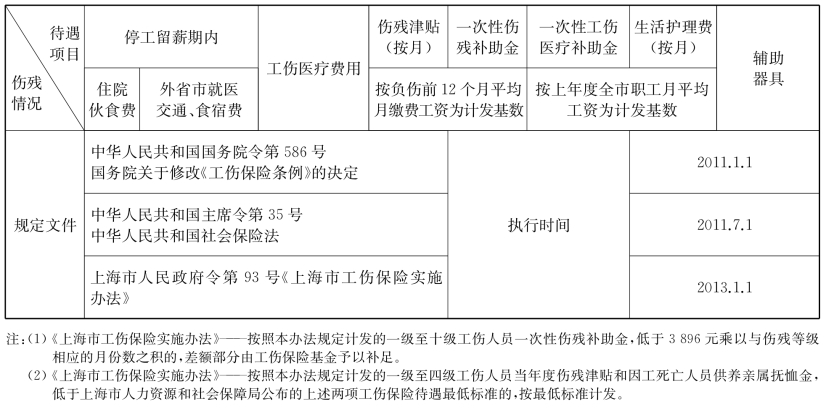 待遇
项目
伤残
情况
停工留薪期内
住院
伙食费
外省市就医
交通、食宿费
工伤医疗费用
伤残津贴
(按月)
一次性伤
残补助金
按负伤前12个月平均
月缴费工资为计发基数
一次性工伤
医疗补助金
生活护理费
(按月)
按上年度全市职工月平均
工资为计发基数
辅助
器具
规定文件
中华人民共和国国务院令第586号
国务院关于修改《工伤保险条例》的决定
中华人民共和国主席令第35号
中华人民共和国社会保险法
上海市人民政府令第93号《上海市工伤保险实施
办法》
执行时间
2011.1.1
2011.7.1
2013.1.1
注:(1)《上海市工伤保险实施办法》——按照本办法规定计发的一级至十级工伤人员一次性伤残补助金,低于3 896元乘以与伤残等级
相应的月份数之积的,差额部分由工伤保险基金予以补足。
(2)《上海市工伤保险实施办法》——按照本办法规定计发的一级至四级工伤人员当年度伤残津贴和因工死亡人员供养亲属抚恤金,
低于上海市人力资源和社会保障局公布的上述两项工伤保险待遇最低标准的,按最低标准计发。